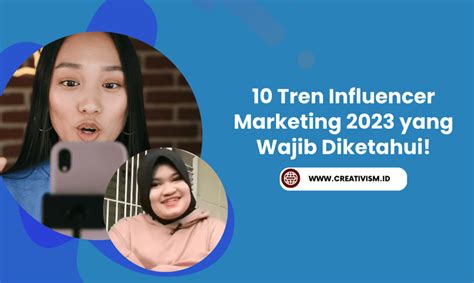 10 Tren Influencer
Marketing 2023 yang
Wajib Diketahui!
WWW.CREATIVISM.ID